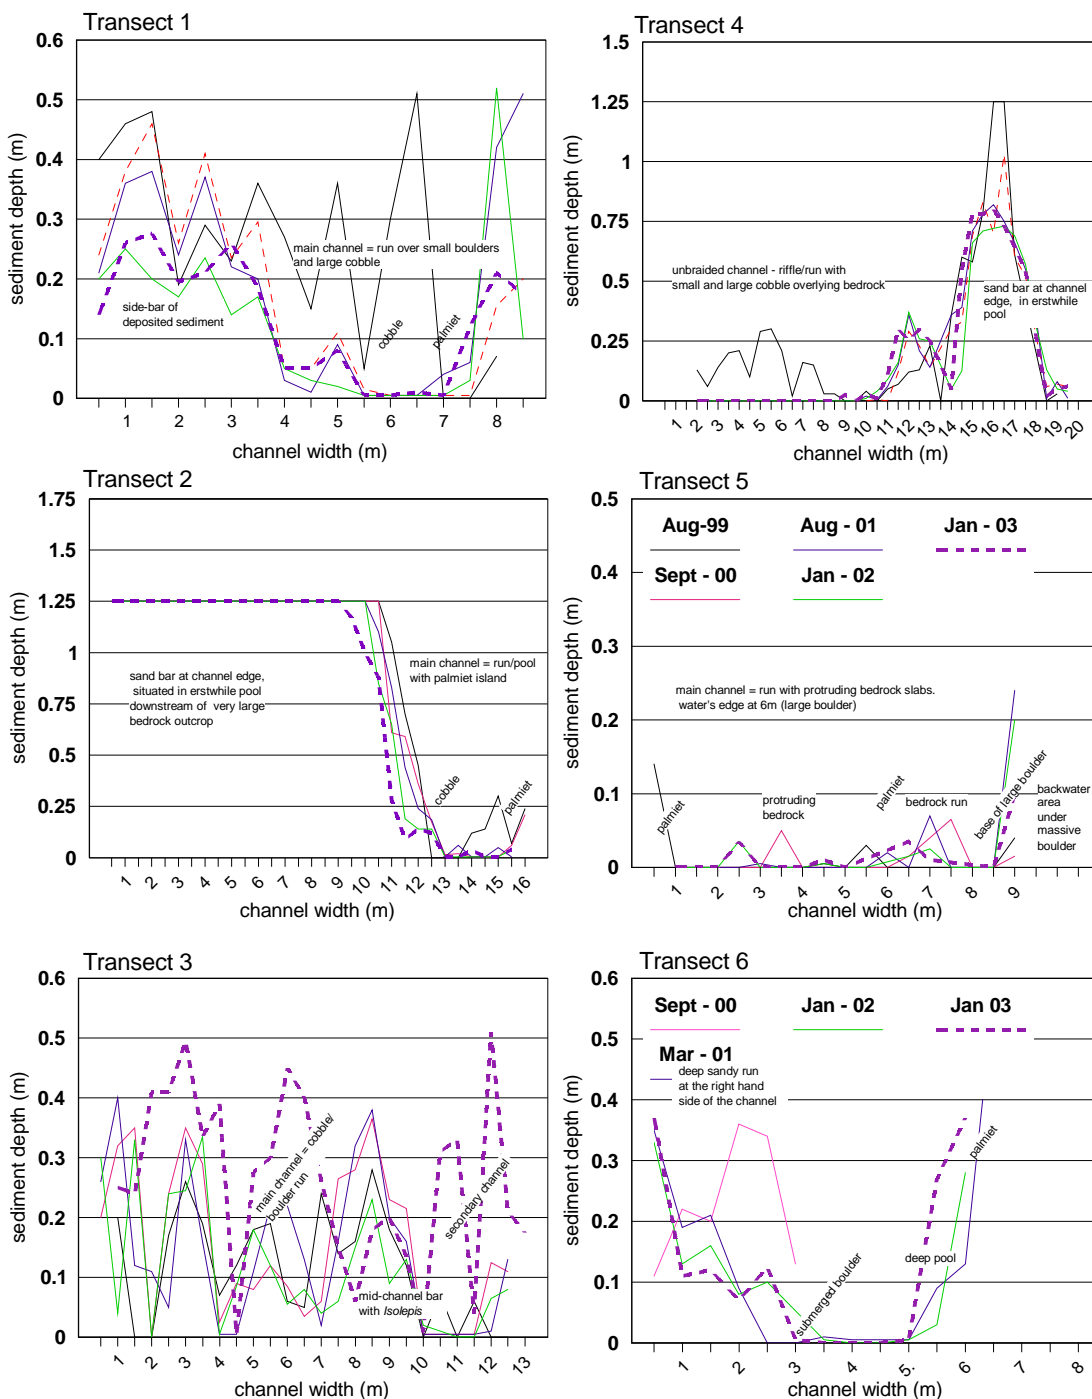 Transect 1
0.6
0.5
0.4
0.3
0.2
0.1
0
sediment depth (m)
main channel = run over small boulders
and large cobble
side-bar of
deposited sediment
cobble
palmiet
1 2 3 4 5 6 7 8
channel width (m)
Transect 4
1.5
1.25
1
0.75
0.5
0.25
0
sediment depth (m)
unbraided channel - riffle/run with
small and large cobble overlying bedrock
sand bar at channel
edge, in erstwhile
pool
1 2 3 4 5 6 7 8 9 10 11 12 13 14 15 16 17 18 19 20
channel width (m)
Transect 2
1.75
1.5
1.25
1
0.75
0.5
0.25
0
sediment depth (m)
sand bar at channel edge,
situated in erstwhile pool
downstream of very large
bedrock outcrop
main channel = run/pool
with palmiet island
cobble
palmiet
1 2 3 4 5 6 7 8 9 10 11 12 13 14 15 16
channel width (m)
Transect 5
0.5
0.4
0.3
0.2
0.1
0
sediment depth (m)
Aug-99 Aug - 01 Jan - 03
Sept - 00 Jan - 02
main channel = run with protruding bedrock slabs.
water's edge at 6m (large boulder)
palmiet
protruding
bedrock
palmiet
bedrock run
base of large boulder
backwater
area
under
massive
boulder
1 2 3 4 5 6 7 8 9
channel width (m)
Transect 3
0.6
0.5
0.4
0.3
0.2
0.1
0
sediment depth (m)
main channel = cobble/
boulder run
mid-channel bar
with Isolepis
secondary channel
1 2 3 4 5 6 7 8 9 10 11 12 13
channel width (m)
Transect 6
0.6
0.5
0.4
0.3
0.2
0.1
0
sediment depth (m)
Sept - 00 Jan - 02 Jan 03
Mar - 01
deep sandy run
at the right hand
side of the channel
submerged boulder
deep pool
palmiet
1 2 3 4 5. 6 7 8
channel width (m)